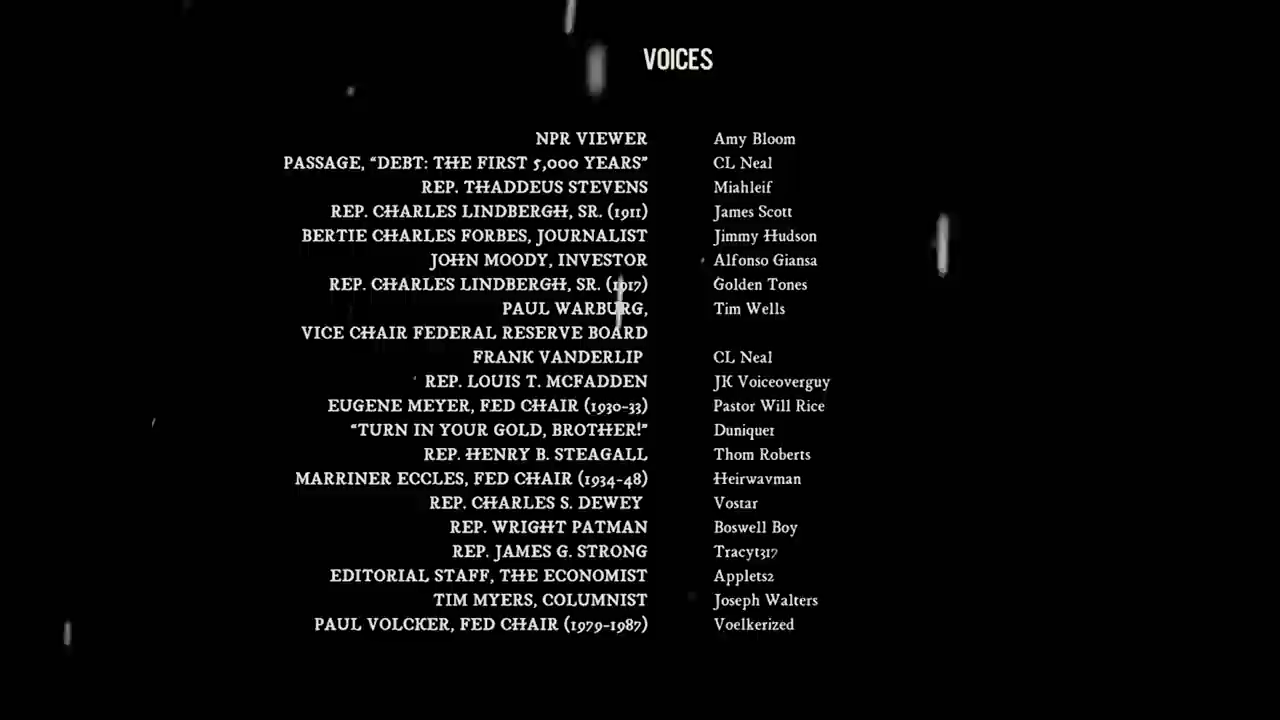 VOICES
NPR VIEWER Amy Bloom
PASSAGE, “DEBT: THE FIRST 5,000 YEARS” CL Neal
REP. THADDEUS STEVENS Miahleif
REP. CHARLES LINDBERGH, SR. (1911) James Scott
BERTIE CHARLES FORBES, JOURNALIST Jimmy Hudson
JOHN MOODY, INVESTOR Alfonso Giansa
REP. CHARLES LINDBERGH, SR. (1917) Golden Tones
PAUL WARBURG, Tim Wells
VICE CHAIR FEDERAL RESERVE BOARD
FRANK VANDERLIP CL Neal
REP. LOUIS T. MCFADDEN JK Voiceoverguy
EUGENE MEYER, FED CHAIR (1930-33) Pastor Will Rice
“TURN IN YOUR GOLD, BROTHER!” Duniquer
REP. HENRY B. STEAGALL Thom Roberts
MARRINER ECCLES, FED CHAIR (1934-48) Heirwavman
REP. CHARLES S. DEWEY Vostar
REP. WRIGHT PATMAN Boswell Boy
REP. JAMES G. STRONG Tracyt317
EDITORIAL STAFF, THE ECONOMIST Applets2
TIM MYERS, COLUMNIST Joseph Walters
PAUL VOLCKER, FED CHAIR (1979-1987) Voelkerized